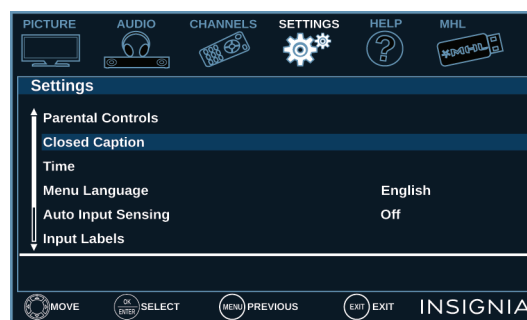 PICTURE AUDIO CHANNELS SETTINGS HELP MHL
MHL
Settings
Parental Controls
Closed Caption
Time
Menu Language English
Auto Input Sensing Off
Input Labels
MOVE OK ENTER SELECT MENU PREVIOUS EXIT EXIT INSIGNIA